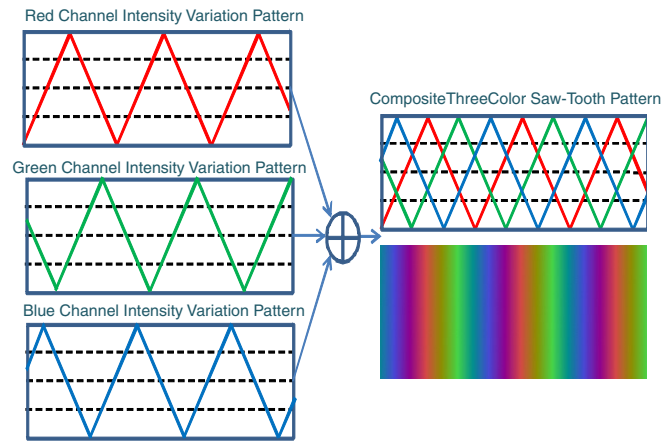 Red Channel Intensity Variation Pattern
CompositeThreeColor Saw-Tooth Pattern
Green Channel Intensity Variation Pattern
Blue Channel Intensity Variation Pattern